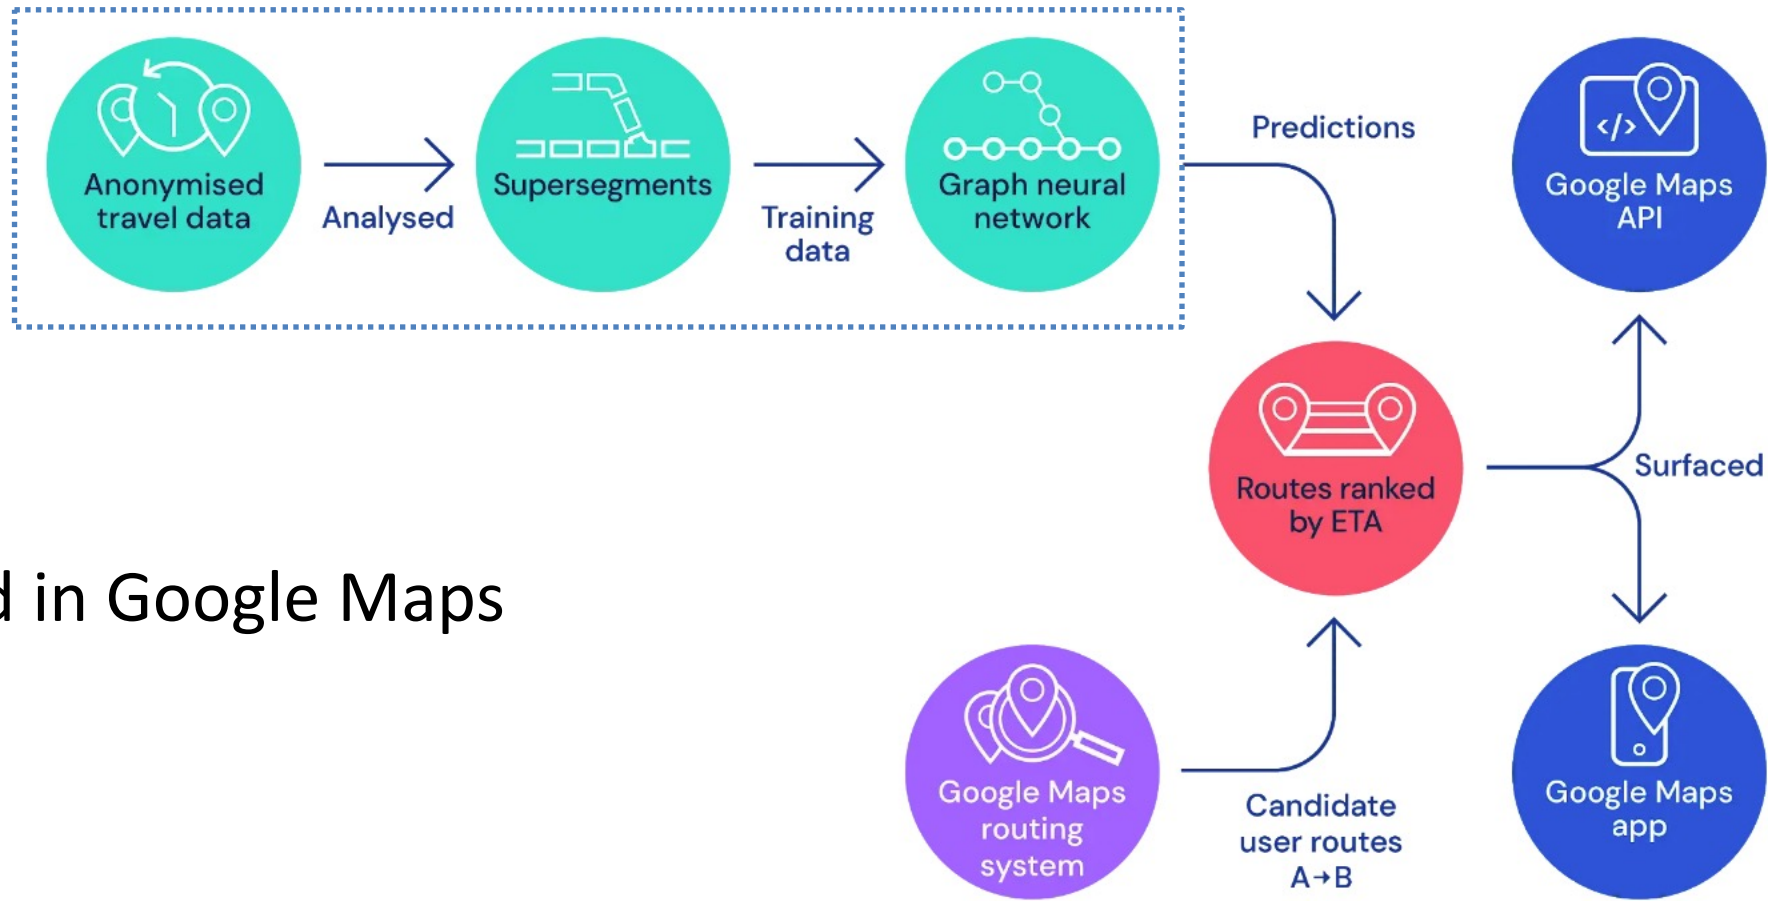 Anonymised
travel data
Analysed
Supersegments
Training
data
Graph neural
network
Predictions
</>
Google Maps
API
Routes ranked
by ETA
Surfaced
in Google Maps
Google Maps
routing
system
Candidate
user routes
A→B
Google Maps
app